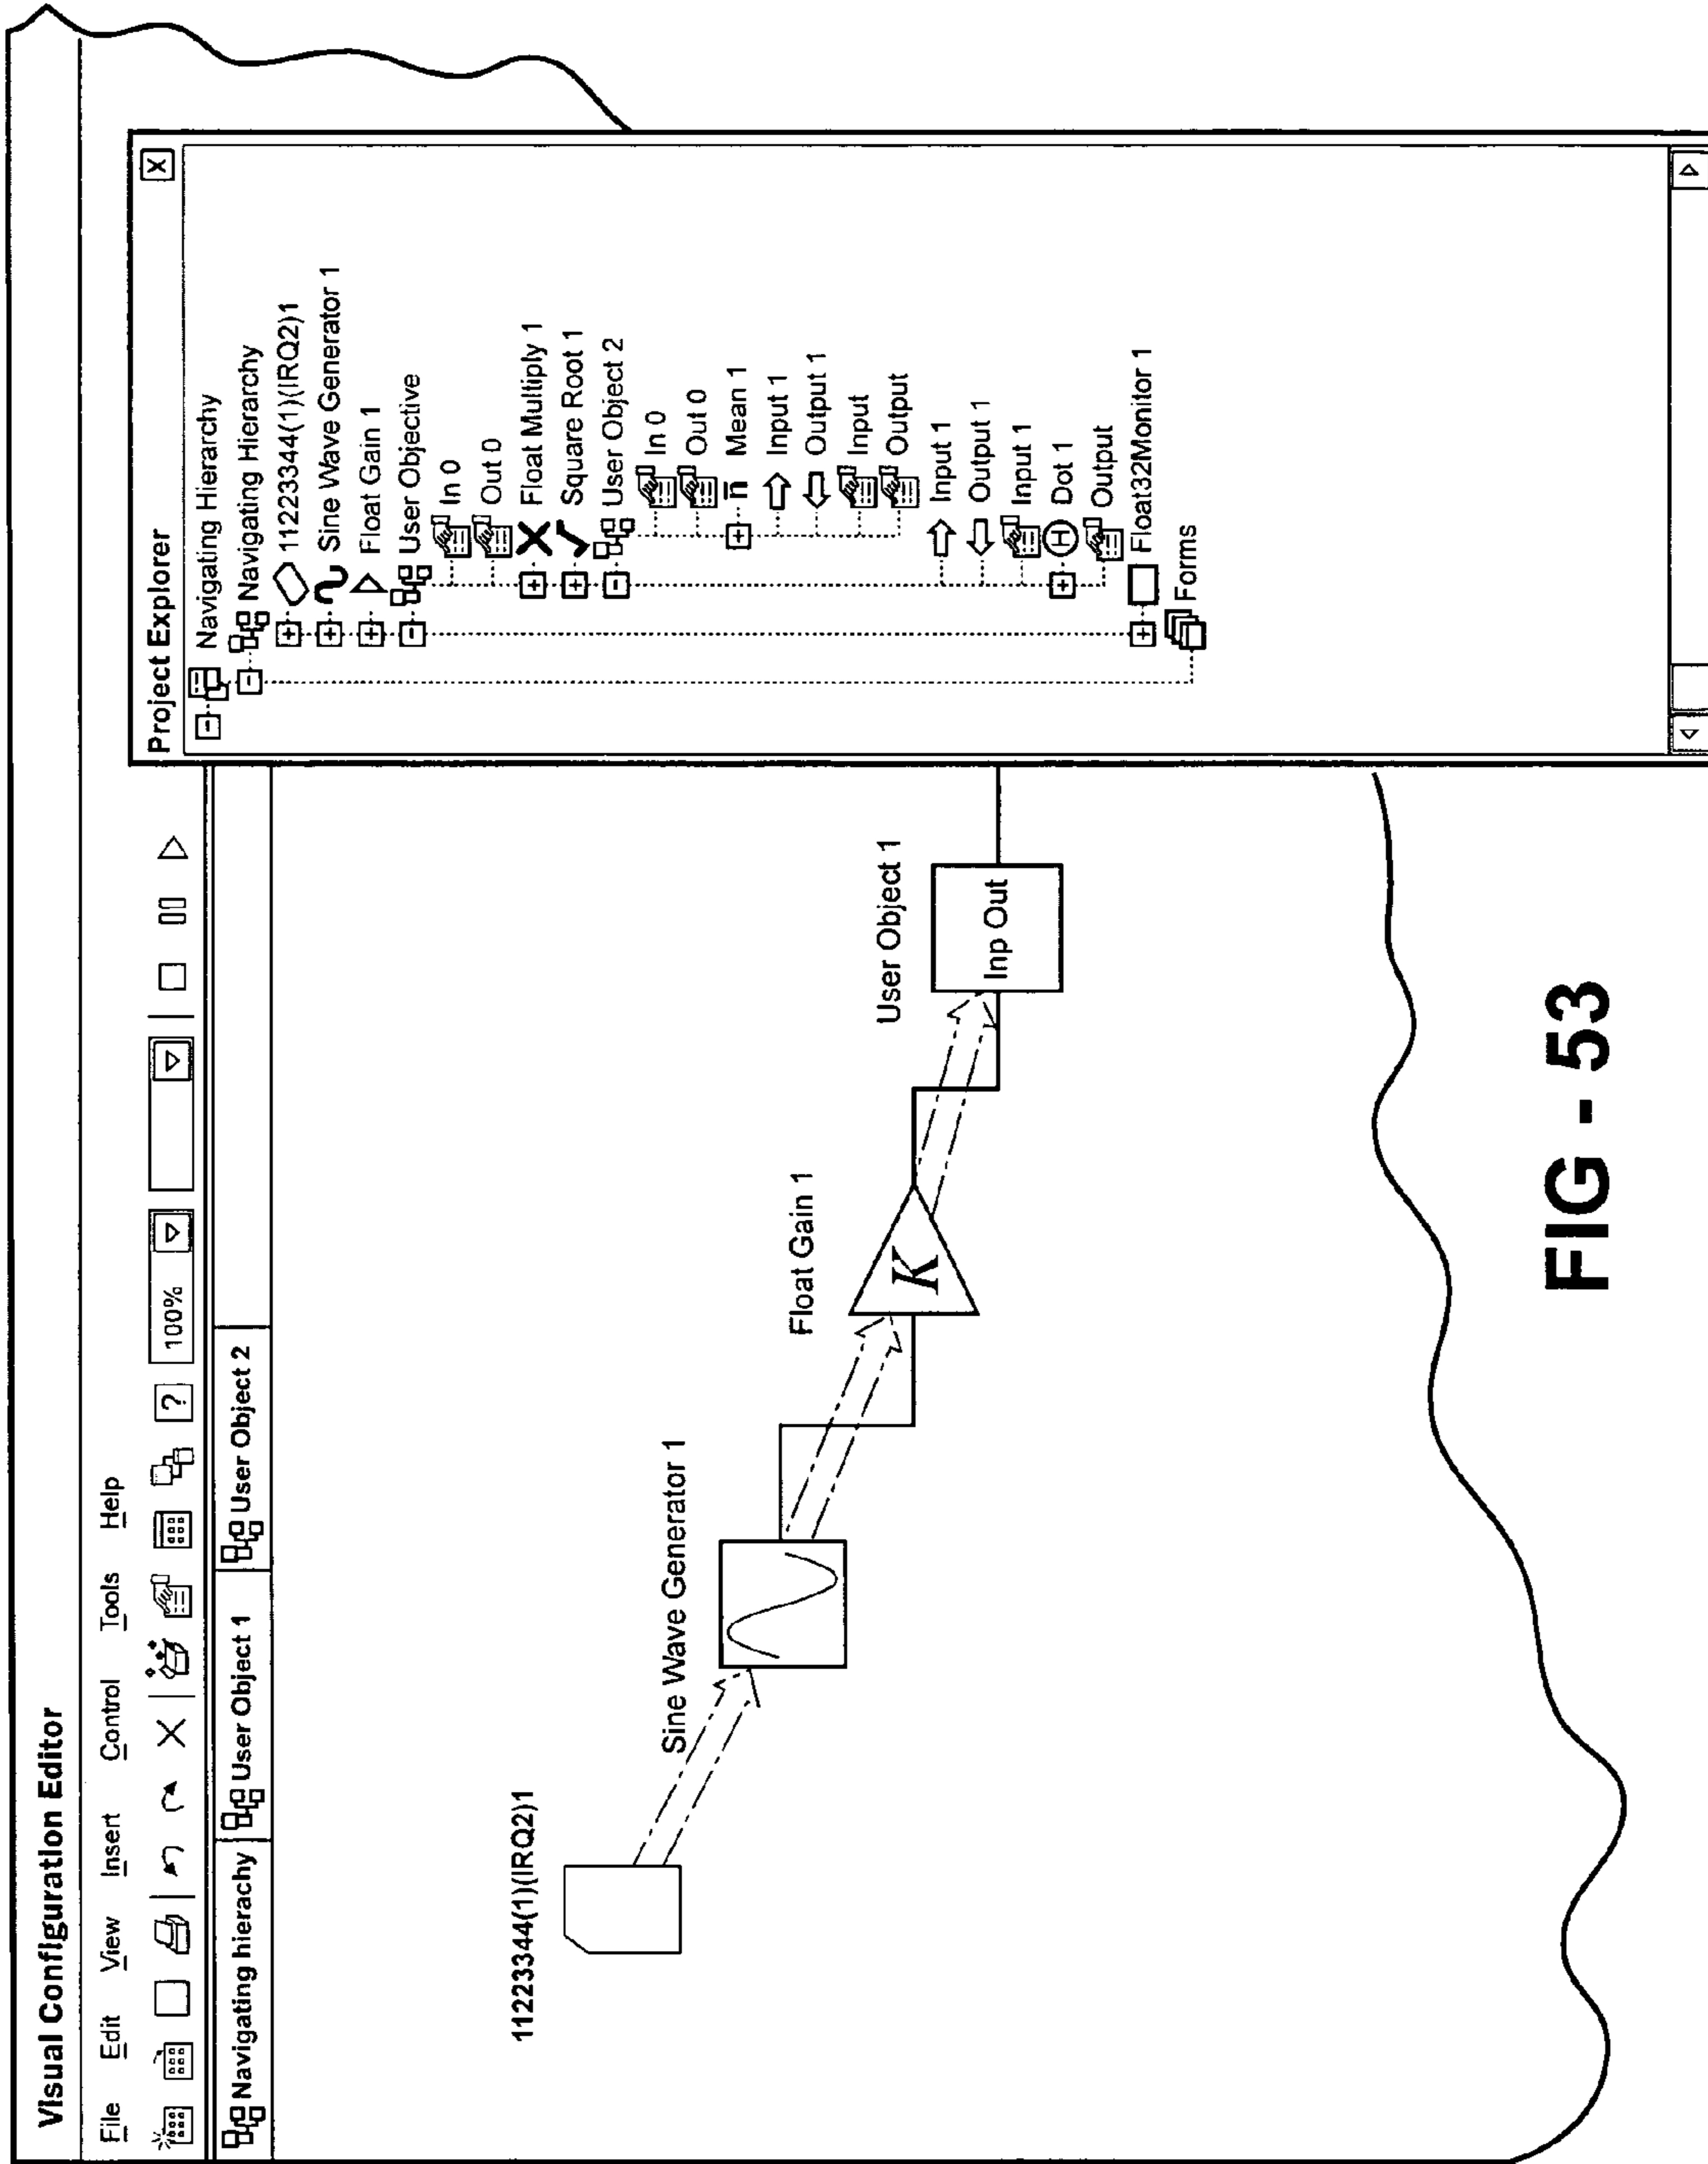 Visual Configuration Editor
File Edit View Insert Control Tools Help
? 100%
Navigating hierachy User Object 1 User Object 2
11223344(1)(IRQ2)1
Sine Wave Generator 1
Float Gain 1
K
User Object 1
Inp Out
Project Explorer X
Navigating Hierarchy
Navigating Hierarchy
11223344(1)(IRQ2)1
Sine Wave Generator 1
Float Gain 1
User Objective
In 0
Out 0
Float Multiply 1
Square Root 1
User Object 2
In 0
Out 0
n Mean 1
Input 1
Output 1
Input
Output
Input 1
Output 1
Input 1
H Dot 1
Output
Float32Monitor 1
Forms
FIG - 53